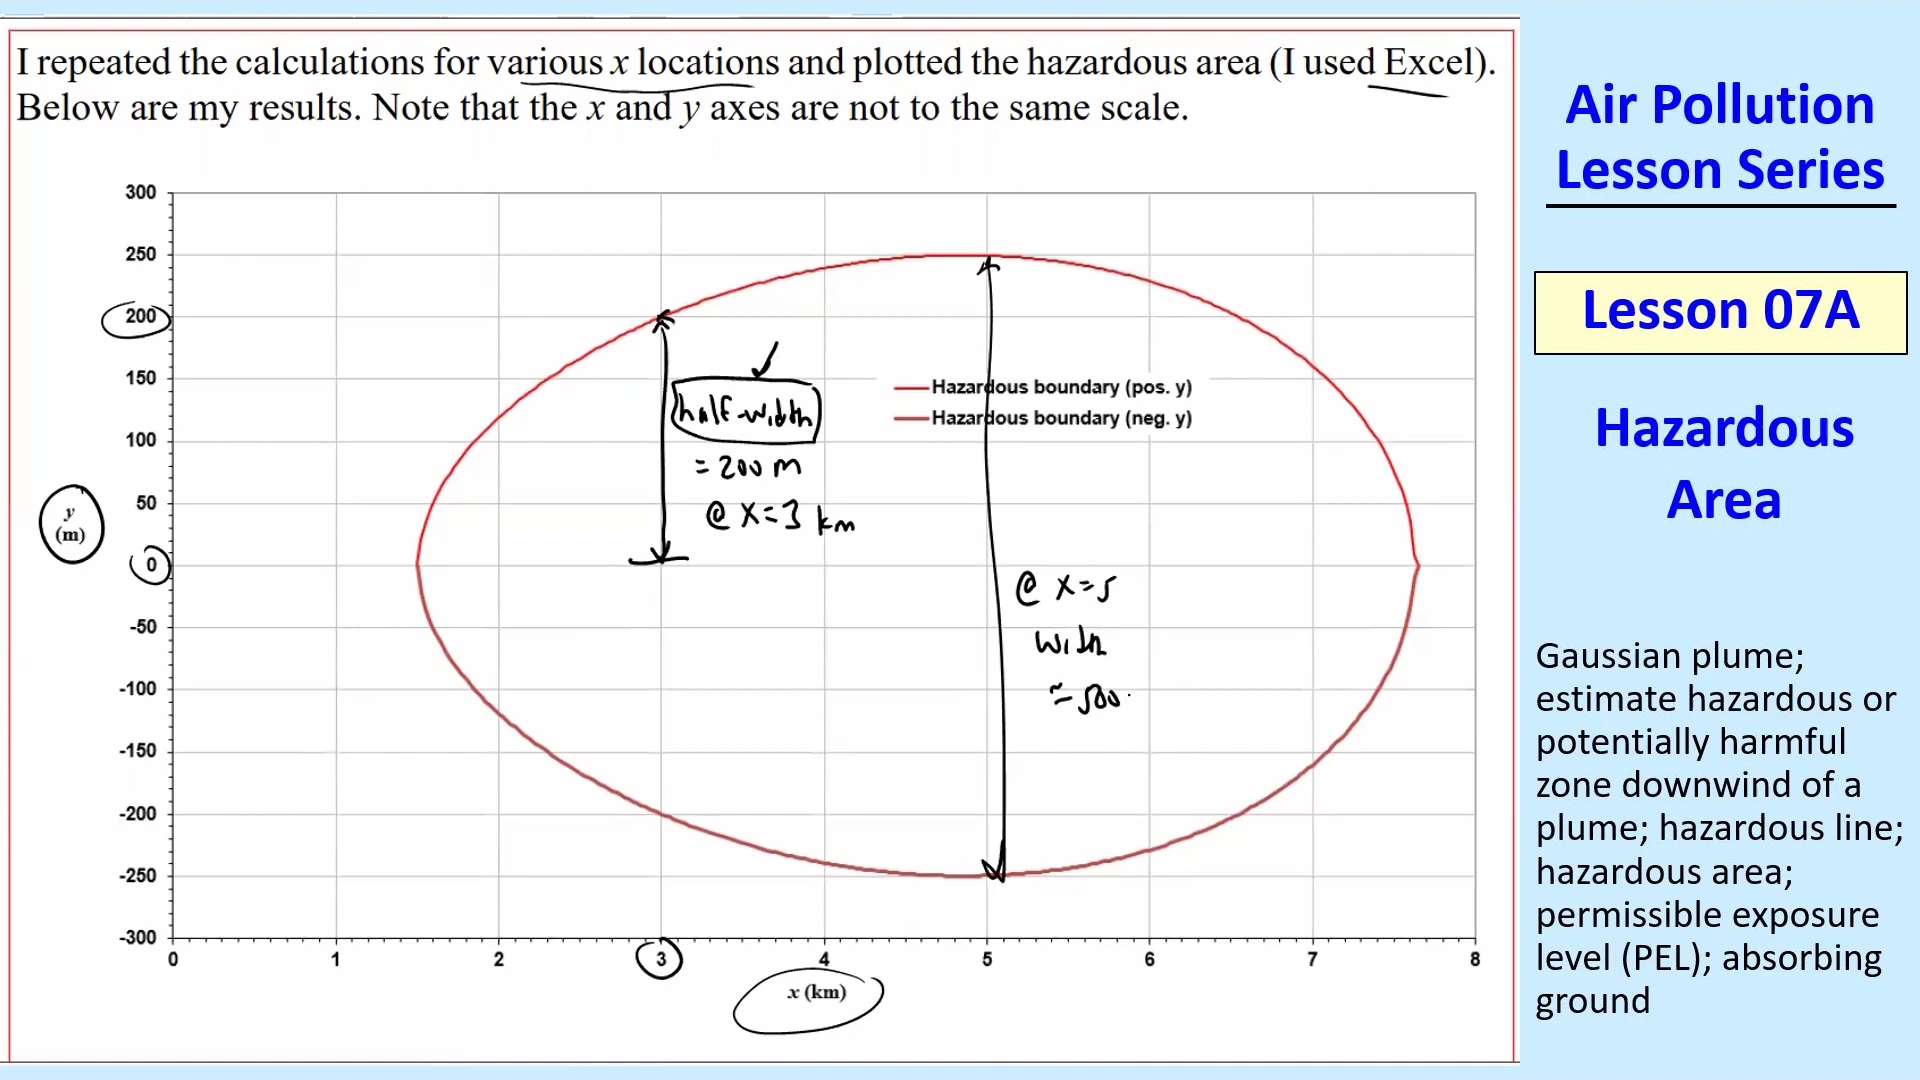 I repeated the calculations for various x locations and plotted the hazardous area (I used Excel).
Below are my results. Note that the x and y axes are not to the same scale.
300
250
200
150
100
50
0
-50
-100
-150
-200
-250
-300
y
(m)
half-width
= 200 m
@ x=3 km
Hazardous boundary (pos. y)
Hazardous boundary (neg. y)
@ x=5
width
≃ 500
0 1 2 3 4 5 6 7 8
x (km)
Air Pollution
Lesson Series
Lesson 07A
Hazardous
Area
Gaussian plume;
estimate hazardous or
potentially harmful
zone downwind of a
plume; hazardous line;
hazardous area;
permissible exposure
level (PEL); absorbing
ground